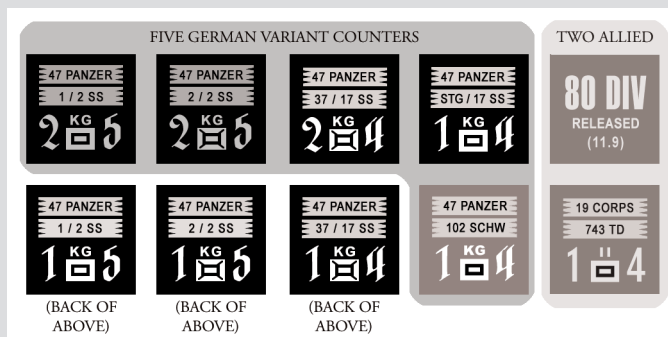 FIVE GERMAN VARIANT COUNTERS
TWO ALLIED
47 PANZER
1 / 2 SS
KG
2 5
47 PANZER
2 / 2 SS
KG
2 5
47 PANZER
37 / 17 SS
KG
2 4
47 PANZER
STG / 17 SS
KG
1 4
80 DIV
RELEASED
(11.9)
47 PANZER
1 / 2 SS
KG
1 5
(BACK OF
ABOVE)
47 PANZER
2 / 2 SS
KG
1 5
(BACK OF
ABOVE)
47 PANZER
37 / 17 SS
KG
1 4
(BACK OF
ABOVE)
47 PANZER
102 SCHW
KG
1 4
19 CORPS
743 TD
II
1 4